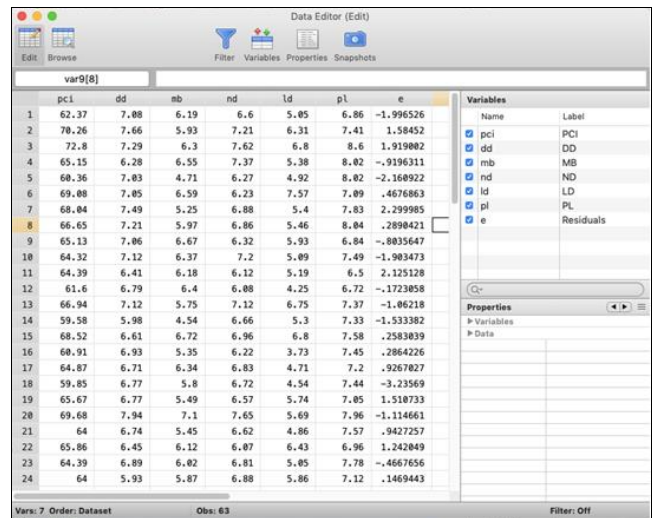 Data Editor (Edit)
Edit Browse Filter Variables Properties Snapshots
var9[8]
pci dd mb nd ld pl e
1 62.37 7.08 6.19 6.6 5.05 6.86 -1.996526
2 70.26 7.66 5.93 7.21 6.31 7.41 1.58452
3 72.8 7.29 6.3 7.62 6.8 8.6 1.919002
4 65.15 6.28 6.55 7.37 5.38 8.02 -.9196311
5 60.36 7.03 4.71 6.27 4.92 8.02 -2.160922
6 69.08 7.05 6.59 6.23 7.57 7.09 .4676863
7 68.04 7.49 5.25 6.88 5.4 7.83 2.299985
8 66.65 7.21 5.97 6.86 5.46 8.04 .2890421
9 65.13 7.06 6.67 6.32 5.93 6.84 -.8035647
10 64.32 7.12 6.37 7.2 5.09 7.49 -1.903473
11 64.39 6.41 6.18 6.12 5.19 6.5 2.125128
12 61.6 6.79 6.4 6.08 4.25 6.72 -.1723058
13 66.94 7.12 5.75 7.12 6.75 7.37 -1.06218
14 59.58 5.98 4.54 6.66 5.3 7.33 -1.533382
15 68.52 6.61 6.72 6.96 6.8 7.58 .2583039
16 60.91 6.93 5.35 6.22 3.73 7.45 .2864226
17 64.87 6.71 6.34 6.83 4.71 7.2 .9267027
18 59.85 6.77 5.8 6.72 4.54 7.44 -3.23569
19 65.67 6.77 5.49 6.57 5.74 7.05 1.510733
20 69.68 7.94 7.1 7.65 5.69 7.96 -1.114661
21 64 6.74 5.45 6.62 4.86 7.57 .9427257
22 65.86 6.45 6.12 6.07 6.43 6.96 1.242049
23 64.39 6.89 6.02 6.81 5.05 7.78 -.4667656
24 64 5.93 5.87 6.88 5.86 7.12 .1469443
Variables
Name Label
pci PCI
dd DD
mb MB
nd ND
ld LD
pl PL
e Residuals
Properties
Variables
Data
Vars: 7 Order: Dataset Obs: 63 Filter: Off